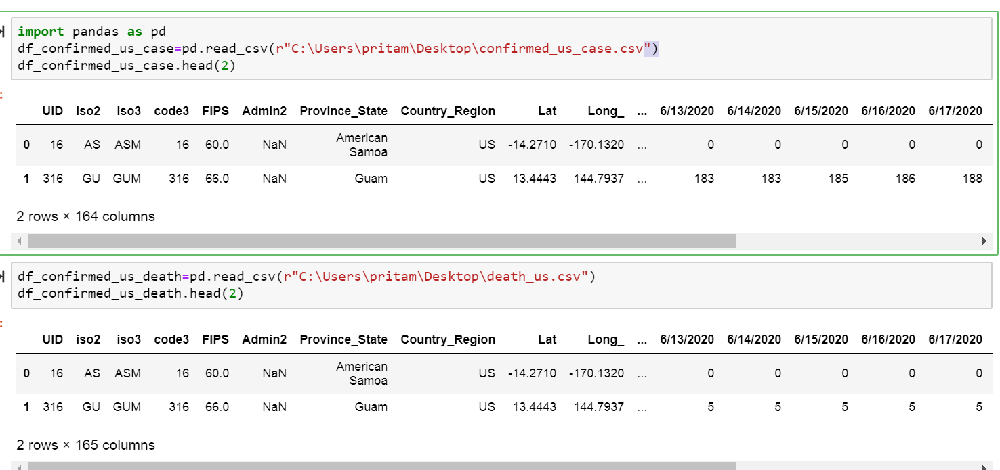 import pandas as pd
df_confirmed_us_case=pd.read_csv(r"C:\Users\pritam\Desktop\confirmed_us_case.csv")
df_confirmed_us_case.head(2)
:
UID iso2 iso3 code3 FIPS Admin2 Province_State Country_Region Lat Long_ ... 6/13/2020 6/14/2020 6/15/2020 6/16/2020 6/17/2020
0 16 AS ASM 16 60.0 NaN American Samoa US -14.2710 -170.1320 ... 0 0 0 0 0
1 316 GU GUM 316 66.0 NaN Guam US 13.4443 144.7937 ... 183 183 185 186 188
2 rows × 164 columns
df_confirmed_us_death=pd.read_csv(r"C:\Users\pritam\Desktop\death_us.csv")
df_confirmed_us_death.head(2)
:
UID iso2 iso3 code3 FIPS Admin2 Province_State Country_Region Lat Long_ ... 6/13/2020 6/14/2020 6/15/2020 6/16/2020 6/17/2020
0 16 AS ASM 16 60.0 NaN American Samoa US -14.2710 -170.1320 ... 0 0 0 0 0
1 316 GU GUM 316 66.0 NaN Guam US 13.4443 144.7937 ... 5 5 5 5 5
2 rows × 165 columns